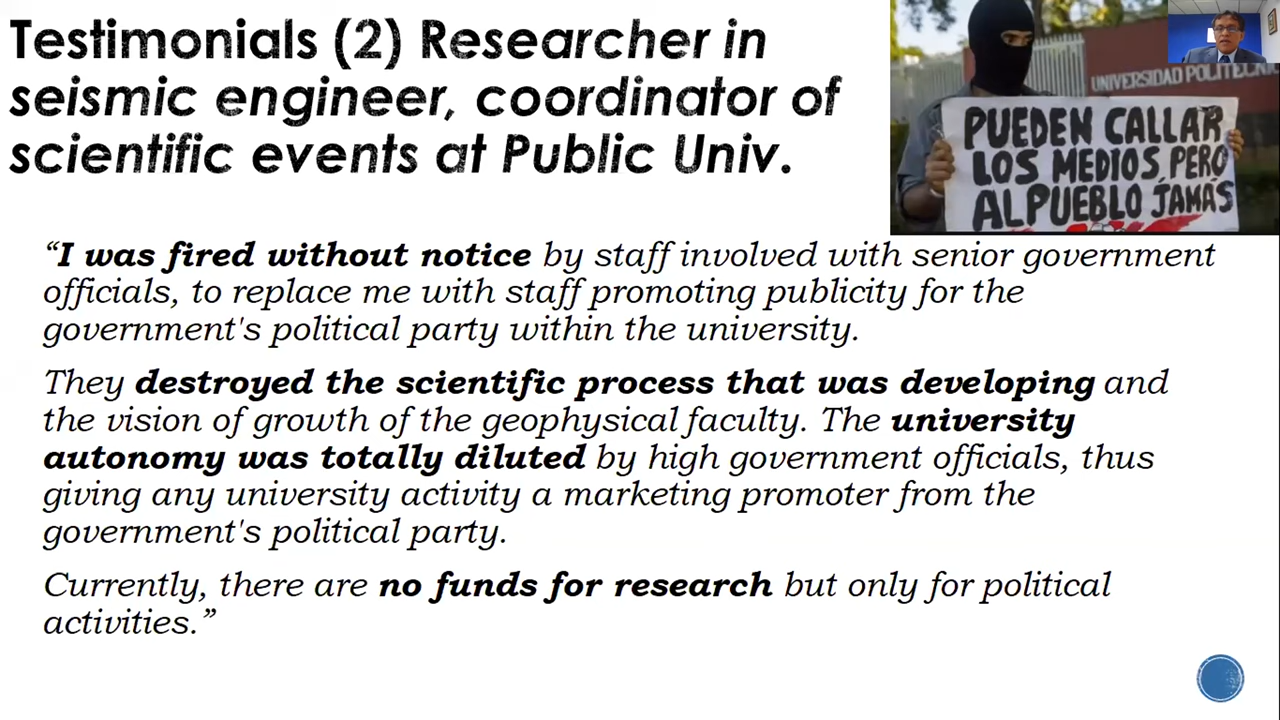 Testimonials (2) Researcher in
seismic engineer, coordinator of
scientific events at Public Univ.
UNIVERSIDAD POLITECNI
PUEDEN CALLAR
LOS MEDIOS, PERO
AL PUEBLO JAMÁS
“I was fired without notice by staff involved with senior government
officials, to replace me with staff promoting publicity for the
government's political party within the university.
They destroyed the scientific process that was developing and
the vision of growth of the geophysical faculty. The university
autonomy was totally diluted by high government officials, thus
giving any university activity a marketing promoter from the
government's political party.
Currently, there are no funds for research but only for political
activities.”